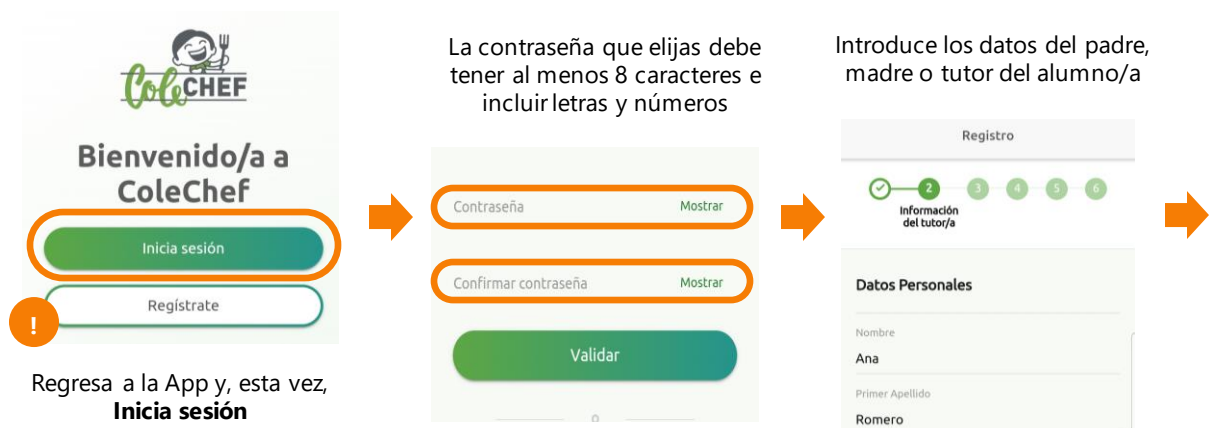 ColeCHEF
Bienvenido/a a
ColeChef
Inicia sesión
Regístrate
!
Regresa a la App y, esta vez,
Inicia sesión
La contraseña que elijas debe
tener al menos 8 caracteres e
incluir letras y números
Contraseña Mostrar
Confirmar contraseña Mostrar
Validar
Introduce los datos del padre,
madre o tutor del alumno/a
Registro
2 3 4 5 6
Información
del tutor/a
Datos Personales
Nombre
Ana
Primer Apellido
Romero